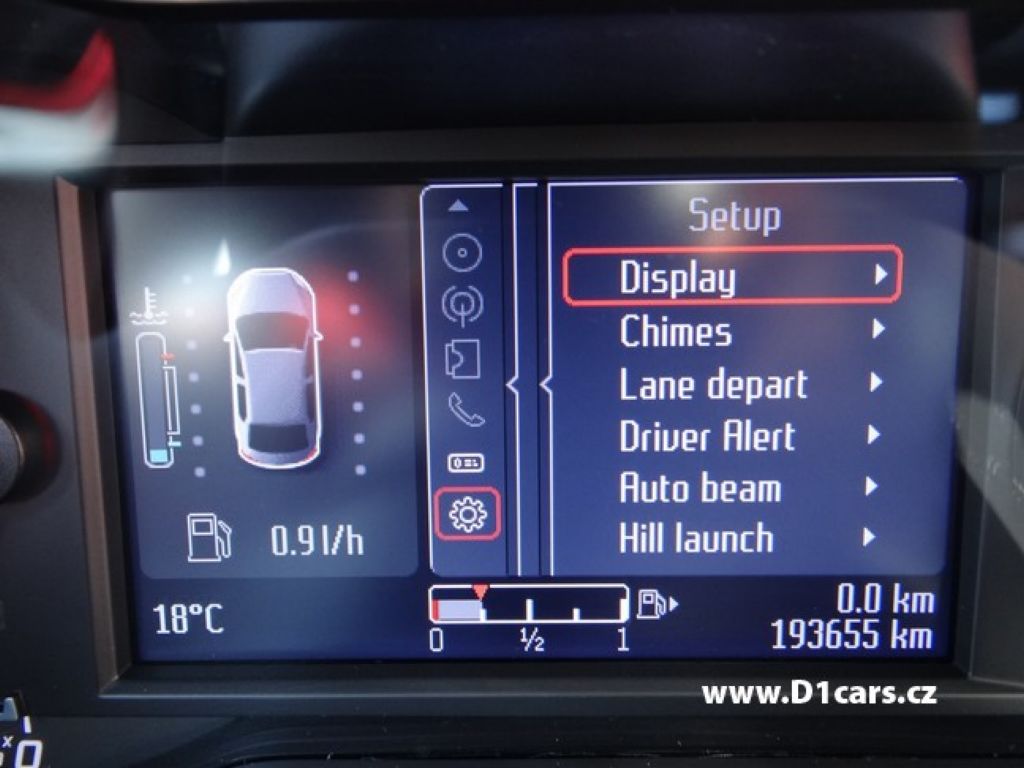 Setup
Display
Chimes
Lane depart
Driver Alert
Auto beam
Hill launch
0.9 l/h
18°C
0 ½ 1
0.0 km
193655 km
www.D1cars.cz